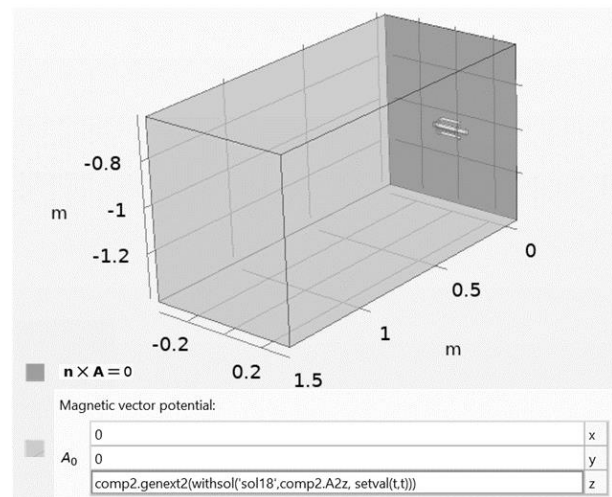 -0.8
m
-1
-1.2
0
0.5
-0.2
1
m
0.2
1.5
n × A = 0
Magnetic vector potential:
0 x
A₀ 0 y
comp2.genext2(withsol('sol18',comp2.A2z, setval(t,t))) z